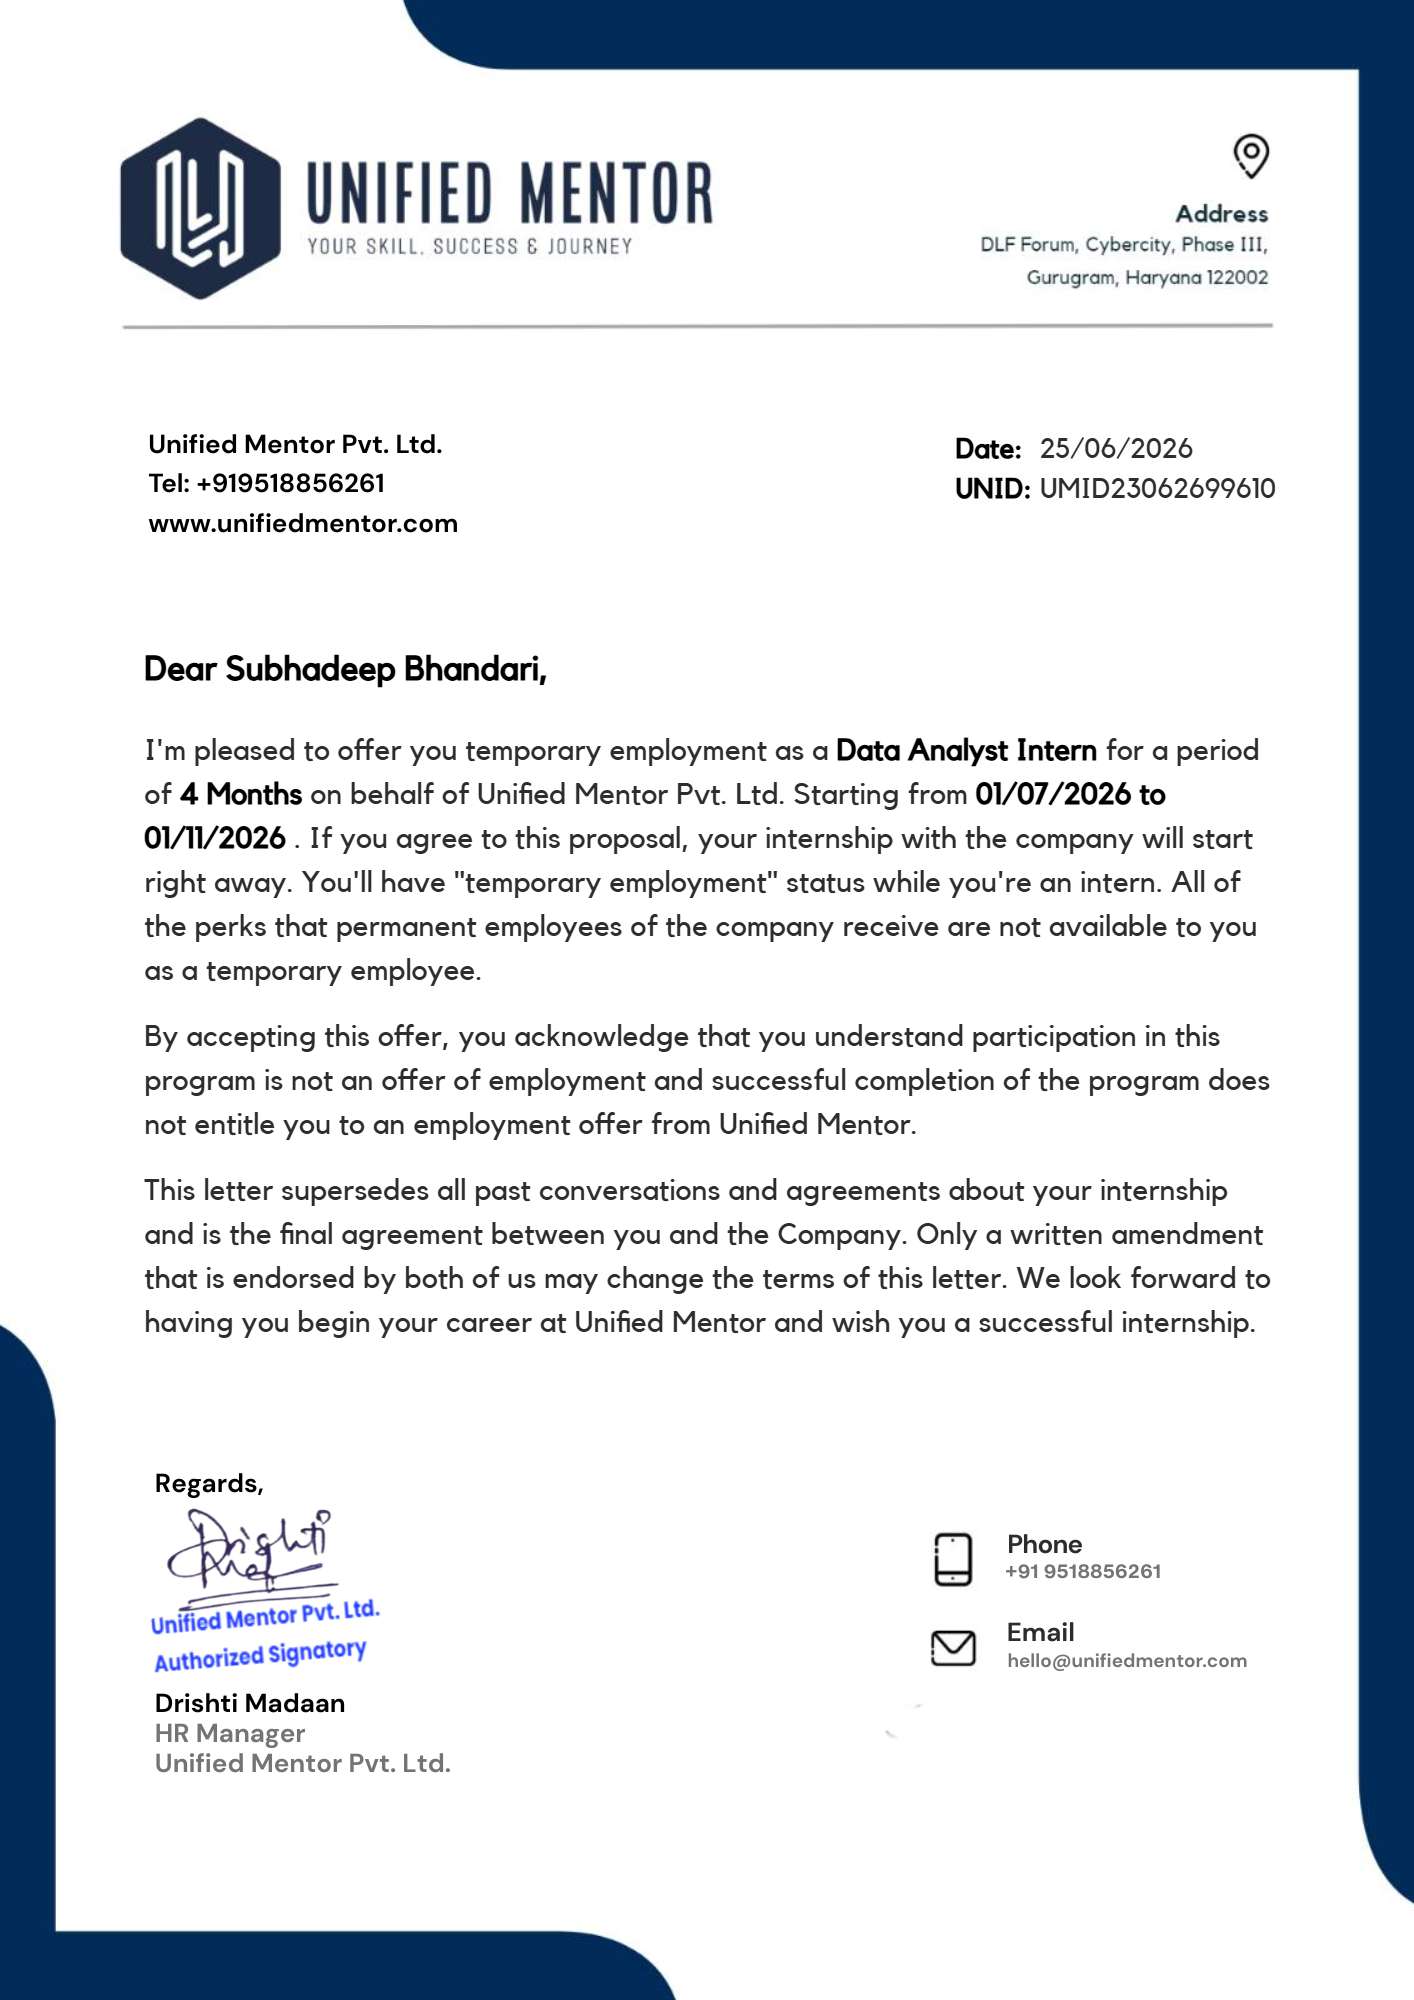 UNIFIED MENTOR
YOUR SKILL. SUCCESS & JOURNEY
Address
DLF Forum, Cybercity, Phase III,
Gurugram, Haryana 122002
Unified Mentor Pvt. Ltd.
Tel: +919518856261
www.unifiedmentor.com
Date: 25/06/2026
UNID: UMID23062699610
Dear Subhadeep Bhandari,
I'm pleased to offer you temporary employment as a Data Analyst Intern for a period
of 4 Months on behalf of Unified Mentor Pvt. Ltd. Starting from 01/07/2026 to
01/11/2026 . If you agree to this proposal, your internship with the company will start
right away. You'll have "temporary employment" status while you're an intern. All of
the perks that permanent employees of the company receive are not available to you
as a temporary employee.
By accepting this offer, you acknowledge that you understand participation in this
program is not an offer of employment and successful completion of the program does
not entitle you to an employment offer from Unified Mentor.
This letter supersedes all past conversations and agreements about your internship
and is the final agreement between you and the Company. Only a written amendment
that is endorsed by both of us may change the terms of this letter. We look forward to
having you begin your career at Unified Mentor and wish you a successful internship.
Regards,
Drishti
Unified Mentor Pvt. Ltd.
Authorized Signatory
Drishti Madaan
HR Manager
Unified Mentor Pvt. Ltd.
Phone
+91 9518856261
Email
hello@unifiedmentor.com